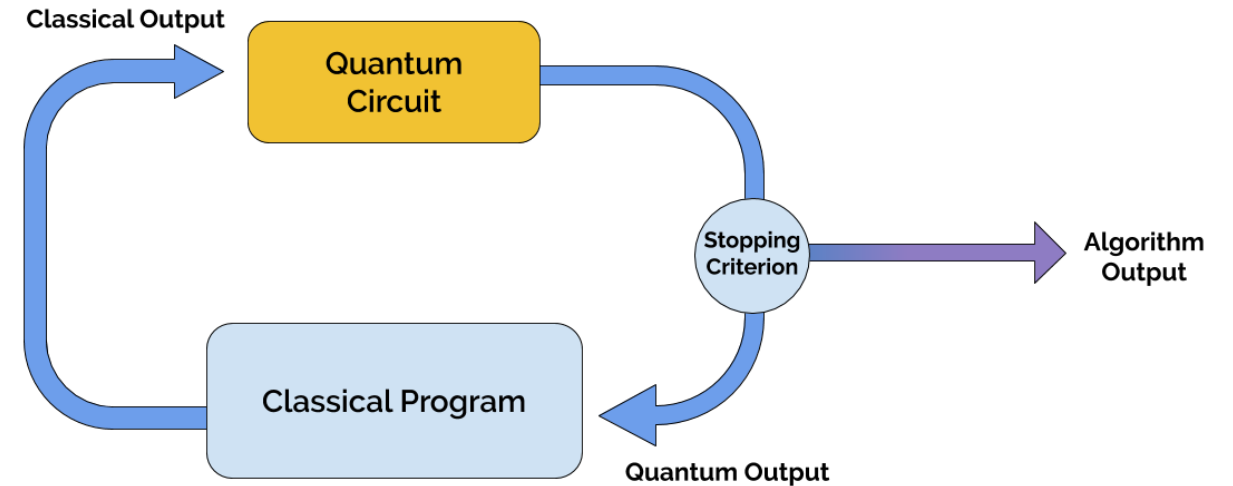 Classical Output
Quantum
Circuit
Stopping
Criterion
Algorithm
Output
Classical Program
Quantum Output